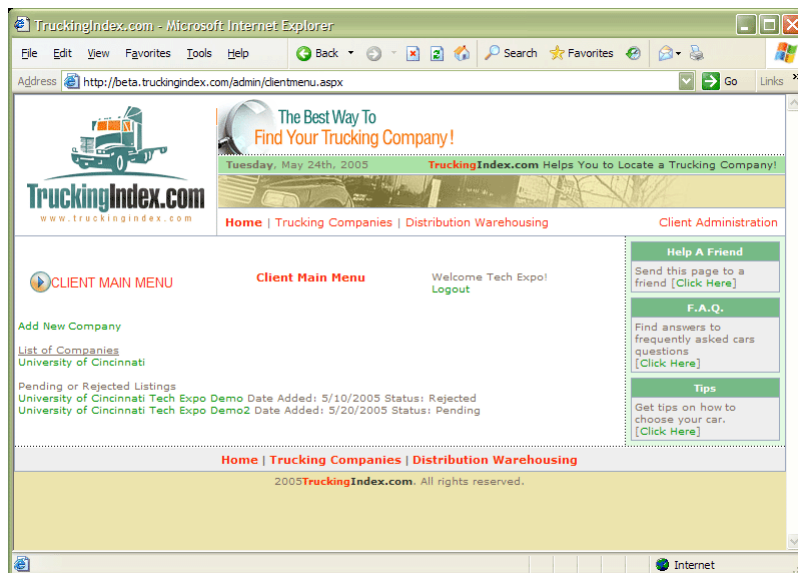 TruckingIndex.com - Microsoft Internet Explorer
File Edit View Favorites Tools Help Back Search Favorites
Address http://beta.truckingindex.com/admin/clientmenu.aspx Go Links »
The Best Way To
Find Your Trucking Company!
Tuesday, May 24th, 2005 TruckingIndex.com Helps You to Locate a Trucking Company!
TruckingIndex.com
www.truckingindex.com
Home | Trucking Companies | Distribution Warehousing Client Administration
CLIENT MAIN MENU
Client Main Menu
Welcome Tech Expo!
Logout
Add New Company
List of Companies
University of Cincinnati
Pending or Rejected Listings
University of Cincinnati Tech Expo Demo Date Added: 5/10/2005 Status: Rejected
University of Cincinnati Tech Expo Demo2 Date Added: 5/20/2005 Status: Pending
Help A Friend
Send this page to a
friend [Click Here]
F.A.Q.
Find answers to
frequently asked cars
questions
[Click Here]
Tips
Get tips on how to
choose your car.
[Click Here]
Home | Trucking Companies | Distribution Warehousing
2005TruckingIndex.com. All rights reserved.
Internet